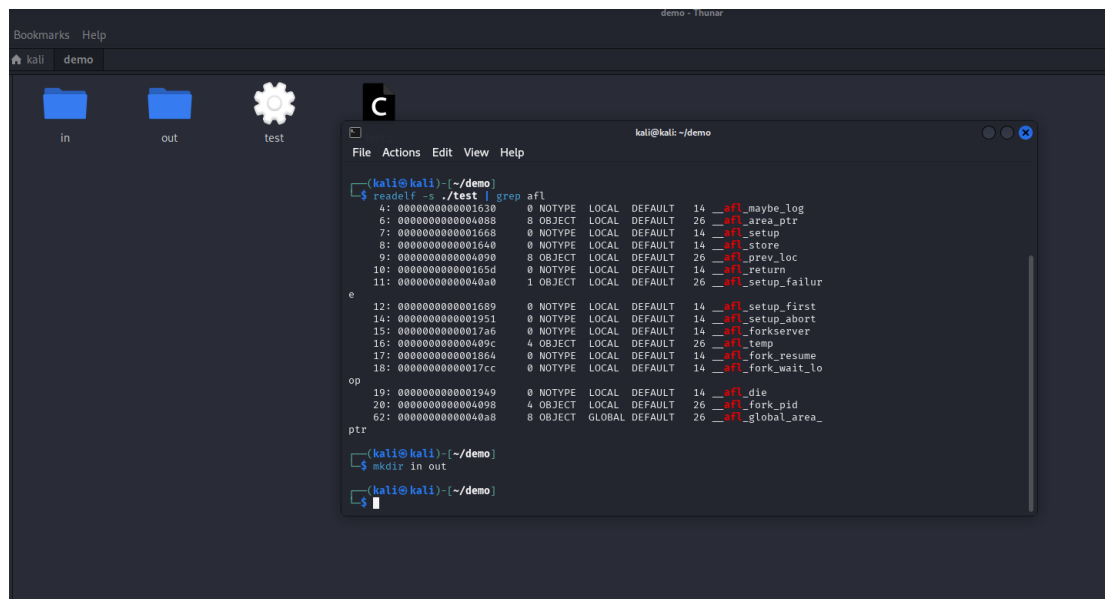 demo - Thunar
Bookmarks Help
kali demo
in out test
C
kali@kali: ~/demo
File Actions Edit View Help
(kali㉿kali)-[~/demo]
$ readelf -s ./test | grep afl
4: 0000000000001630 0 NOTYPE LOCAL DEFAULT 14 __afl_maybe_log
6: 0000000000004088 8 OBJECT LOCAL DEFAULT 26 __afl_area_ptr
7: 0000000000001668 0 NOTYPE LOCAL DEFAULT 14 __afl_setup
8: 0000000000001640 0 NOTYPE LOCAL DEFAULT 14 __afl_store
9: 0000000000004090 8 OBJECT LOCAL DEFAULT 26 __afl_prev_loc
10: 000000000000165d 0 NOTYPE LOCAL DEFAULT 14 __afl_return
11: 00000000000040a0 1 OBJECT LOCAL DEFAULT 26 __afl_setup_failur
e
12: 0000000000001689 0 NOTYPE LOCAL DEFAULT 14 __afl_setup_first
14: 0000000000001951 0 NOTYPE LOCAL DEFAULT 14 __afl_setup_abort
15: 00000000000017a6 0 NOTYPE LOCAL DEFAULT 14 __afl_forkserver
16: 000000000000409c 4 OBJECT LOCAL DEFAULT 26 __afl_temp
17: 0000000000001864 0 NOTYPE LOCAL DEFAULT 14 __afl_fork_resume
18: 00000000000017cc 0 NOTYPE LOCAL DEFAULT 14 __afl_fork_wait_lo
op
19: 0000000000001949 0 NOTYPE LOCAL DEFAULT 14 __afl_die
20: 0000000000004098 4 OBJECT LOCAL DEFAULT 26 __afl_fork_pid
62: 00000000000040a8 8 OBJECT GLOBAL DEFAULT 26 __afl_global_area_
ptr
(kali㉿kali)-[~/demo]
$ mkdir in out
(kali㉿kali)-[~/demo]
$